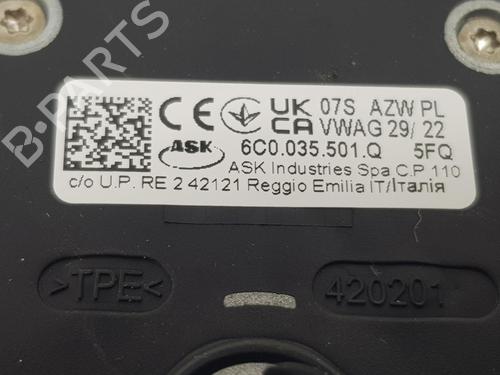 CE UK 07S AZW PL
CA VWAG 29/ 22
ASK 6C0.035.501.Q 5FQ
ASK Industries Spa C.P. 110
c/o U.P. RE 2 42121 Reggio Emilia IT/Італія
>TPE< 420201
B-PARTS